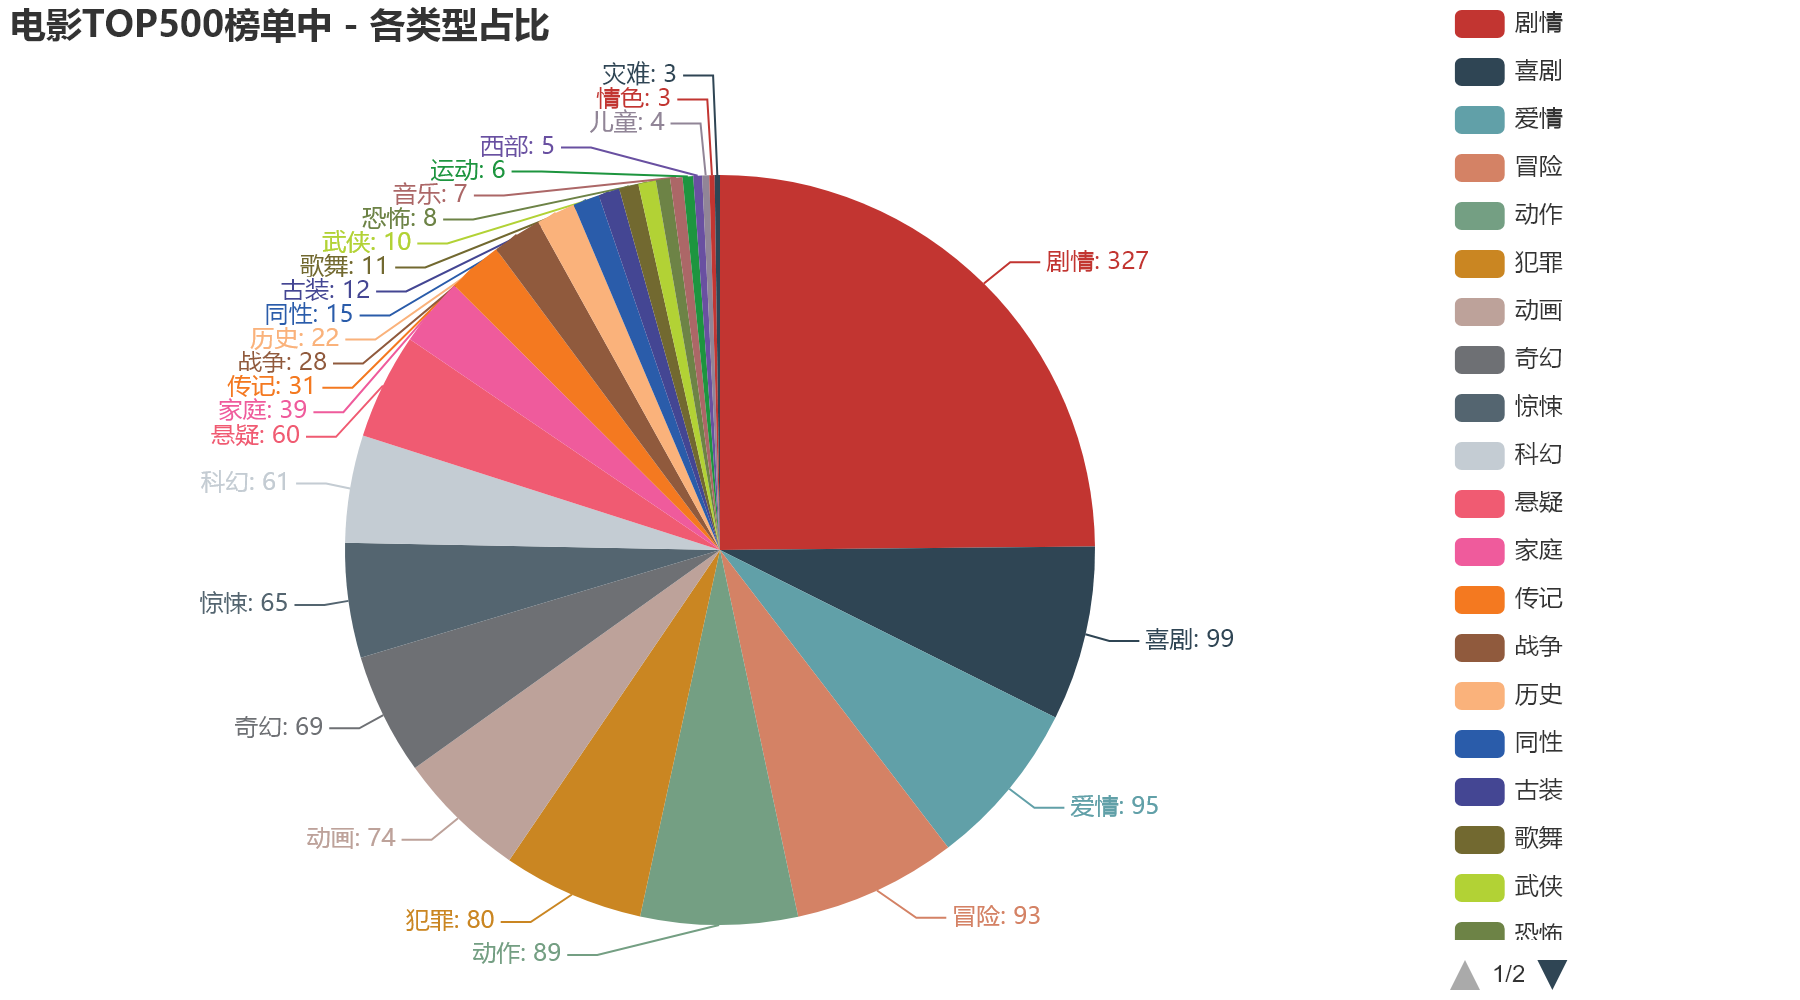 电影TOP500榜单中 - 各类型占比
灾难: 3
情色: 3
儿童: 4
西部: 5
运动: 6
音乐: 7
恐怖: 8
武侠: 10
歌舞: 11
古装: 12
同性: 15
历史: 22
战争: 28
传记: 31
家庭: 39
悬疑: 60
科幻: 61
惊悚: 65
奇幻: 69
动画: 74
犯罪: 80
动作: 89
剧情: 327
喜剧: 99
爱情: 95
冒险: 93
剧情
喜剧
爱情
冒险
动作
犯罪
动画
奇幻
惊悚
科幻
悬疑
家庭
传记
战争
历史
同性
古装
歌舞
武侠
恐怖
1/2